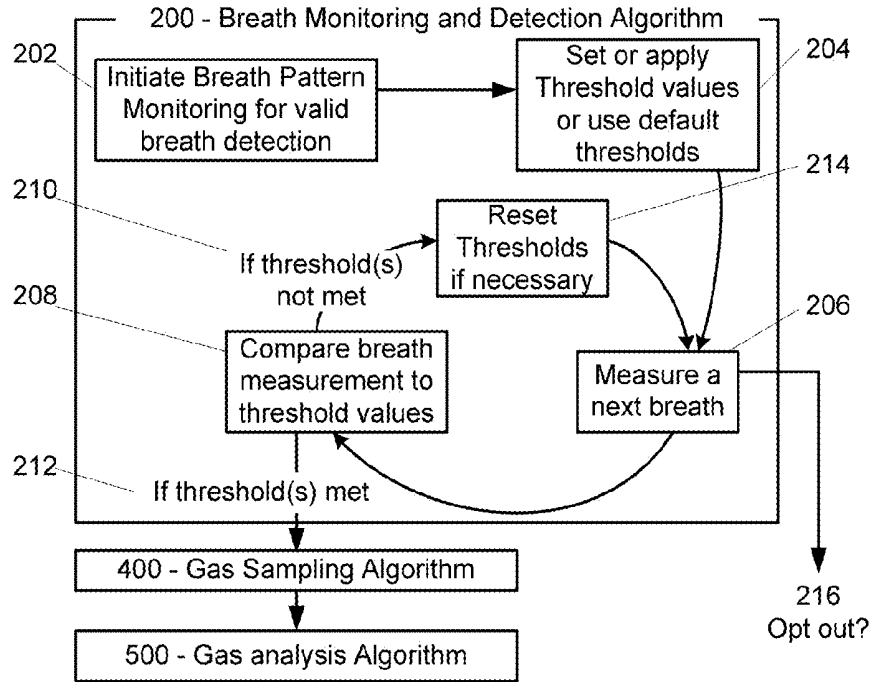 200 - Breath Monitoring and Detection Algorithm
202
Initiate Breath Pattern
Monitoring for valid
breath detection
Set or apply
Threshold values
or use default
thresholds
204
210
214
Reset
Thresholds
if necessary
If threshold(s)
not met
208
206
Compare breath
measurement to
threshold values
Measure a
next breath
212
If threshold(s) met
400 - Gas Sampling Algorithm
216
Opt out?
500 - Gas analysis Algorithm